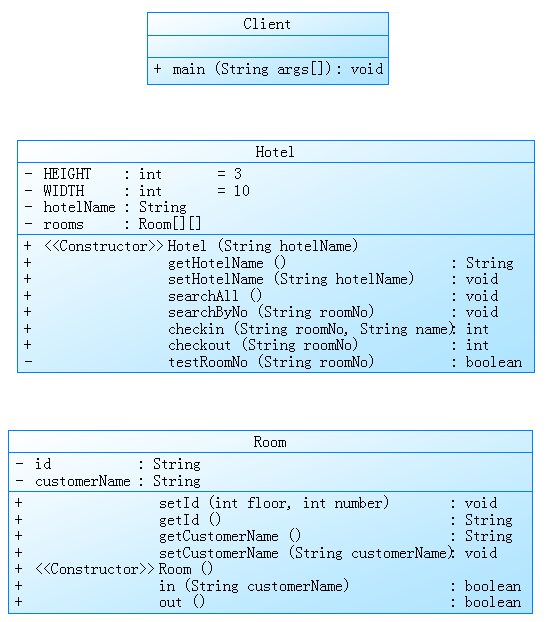 Client
+ main (String args[]) : void
Hotel
- HEIGHT : int = 3
- WIDTH : int = 10
- hotelName : String
- rooms : Room[][]
+ <<Constructor>> Hotel (String hotelName)
+ getHotelName () : String
+ setHotelName (String hotelName) : void
+ searchAll () : void
+ searchByNo (String roomNo) : void
+ checkin (String roomNo, String name) : int
+ checkout (String roomNo) : int
- testRoomNo (String roomNo) : boolean
Room
- id : String
- customerName : String
+ setId (int floor, int number) : void
+ getId () : String
+ getCustomerName () : String
+ setCustomerName (String customerName) : void
+ <<Constructor>> Room ()
+ in (String customerName) : boolean
+ out () : boolean